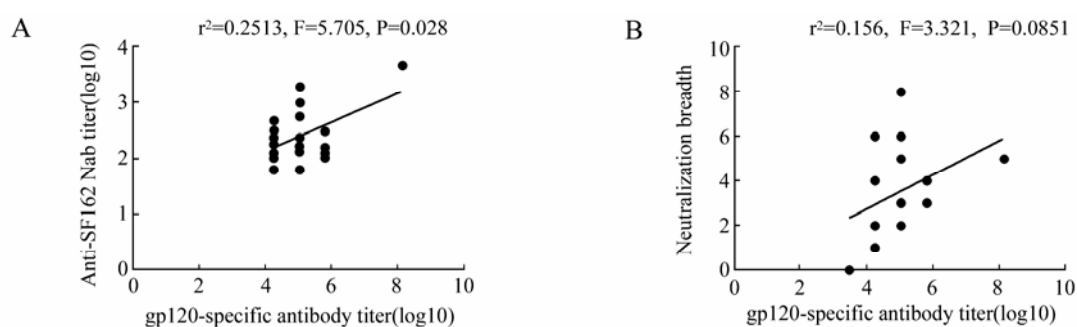 A
r²=0.2513, F=5.705, P=0.028
Anti-SF162 Nab titer(log10)
4
3
2
1
0
0 2 4 6 8 10
gp120-specific antibody titer(log10)
B
r²=0.156, F=3.321, P=0.0851
Neutralization breadth
10
8
6
4
2
0
0 2 4 6 8 10
gp120-specific antibody titer(log10)